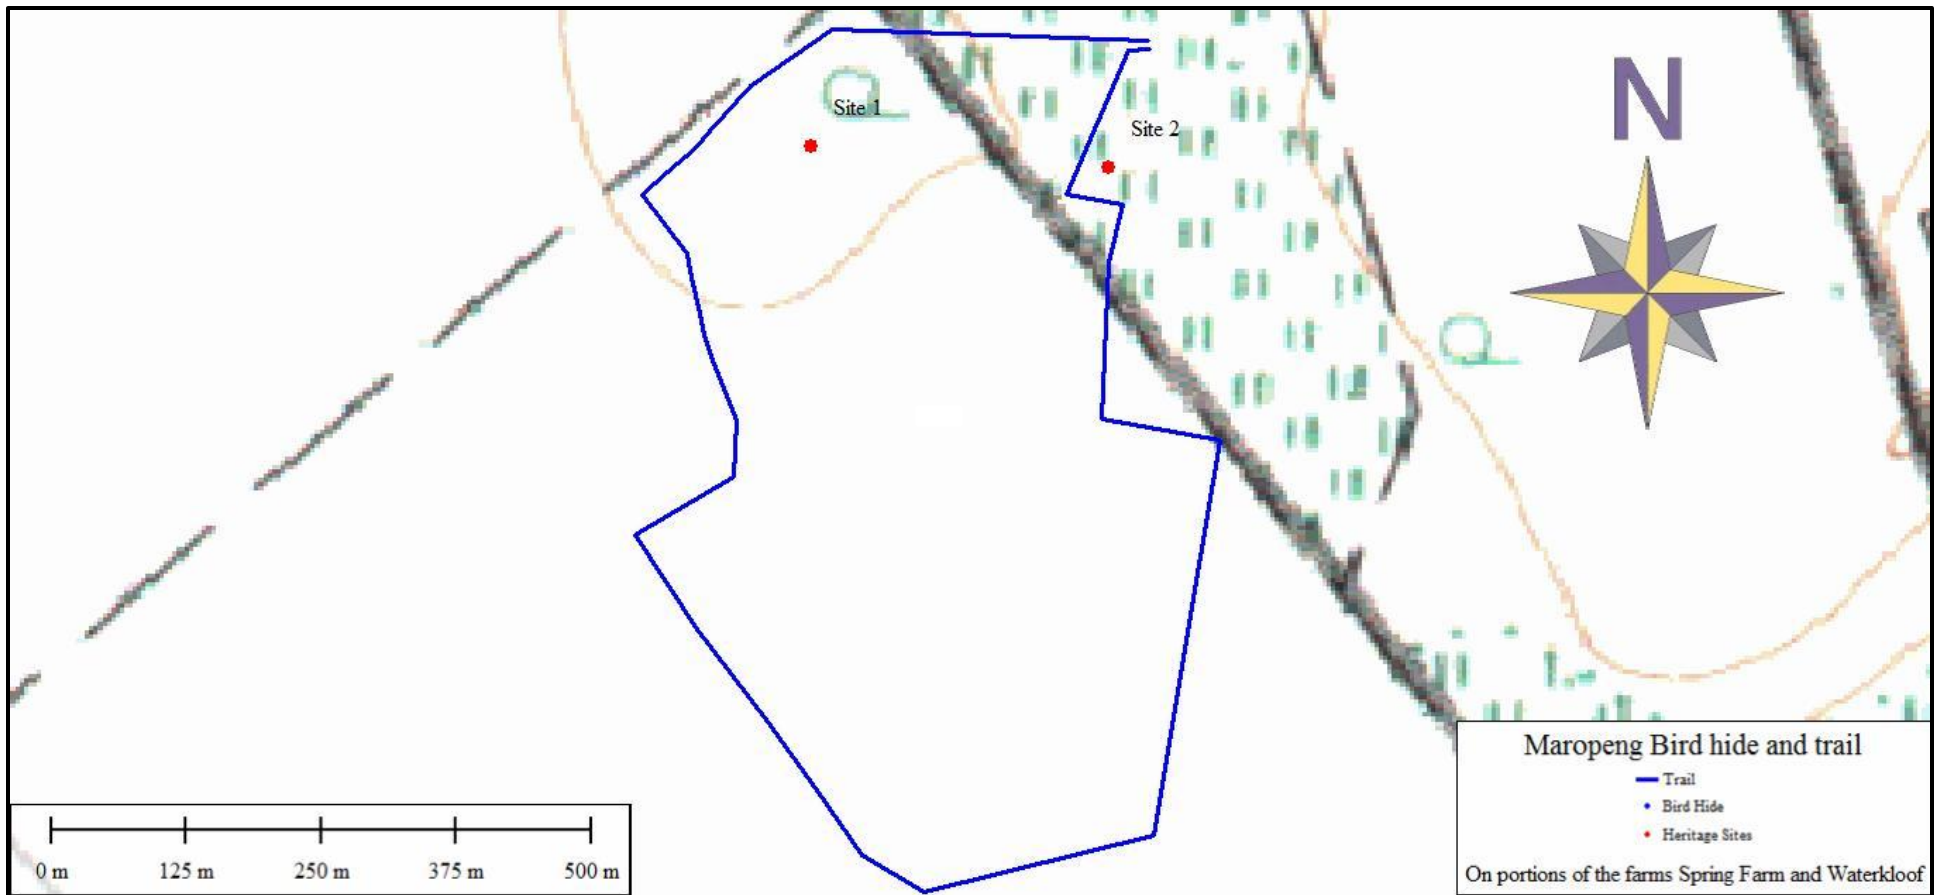 N
Site 1
Site 2
Maropeng Bird hide and trail
Trail
Bird Hide
Heritage Sites
On portions of the farms Spring Farm and Waterkloof
0 m 125 m 250 m 375 m 500 m